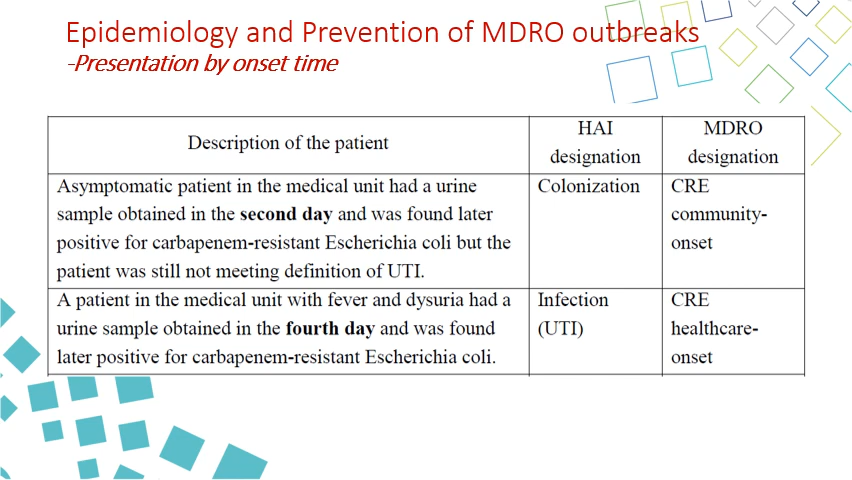 Epidemiology and Prevention of MDRO outbreaks
-Presentation by onset time
Description of the patient
HAI
designation
MDRO
designation
Asymptomatic patient in the medical unit had a urine
sample obtained in the second day and was found later
positive for carbapenem-resistant Escherichia coli but the
patient was still not meeting definition of UTI.
Colonization
CRE
community-
onset
A patient in the medical unit with fever and dysuria had a
urine sample obtained in the fourth day and was found
later positive for carbapenem-resistant Escherichia coli.
Infection
(UTI)
CRE
healthcare-
onset